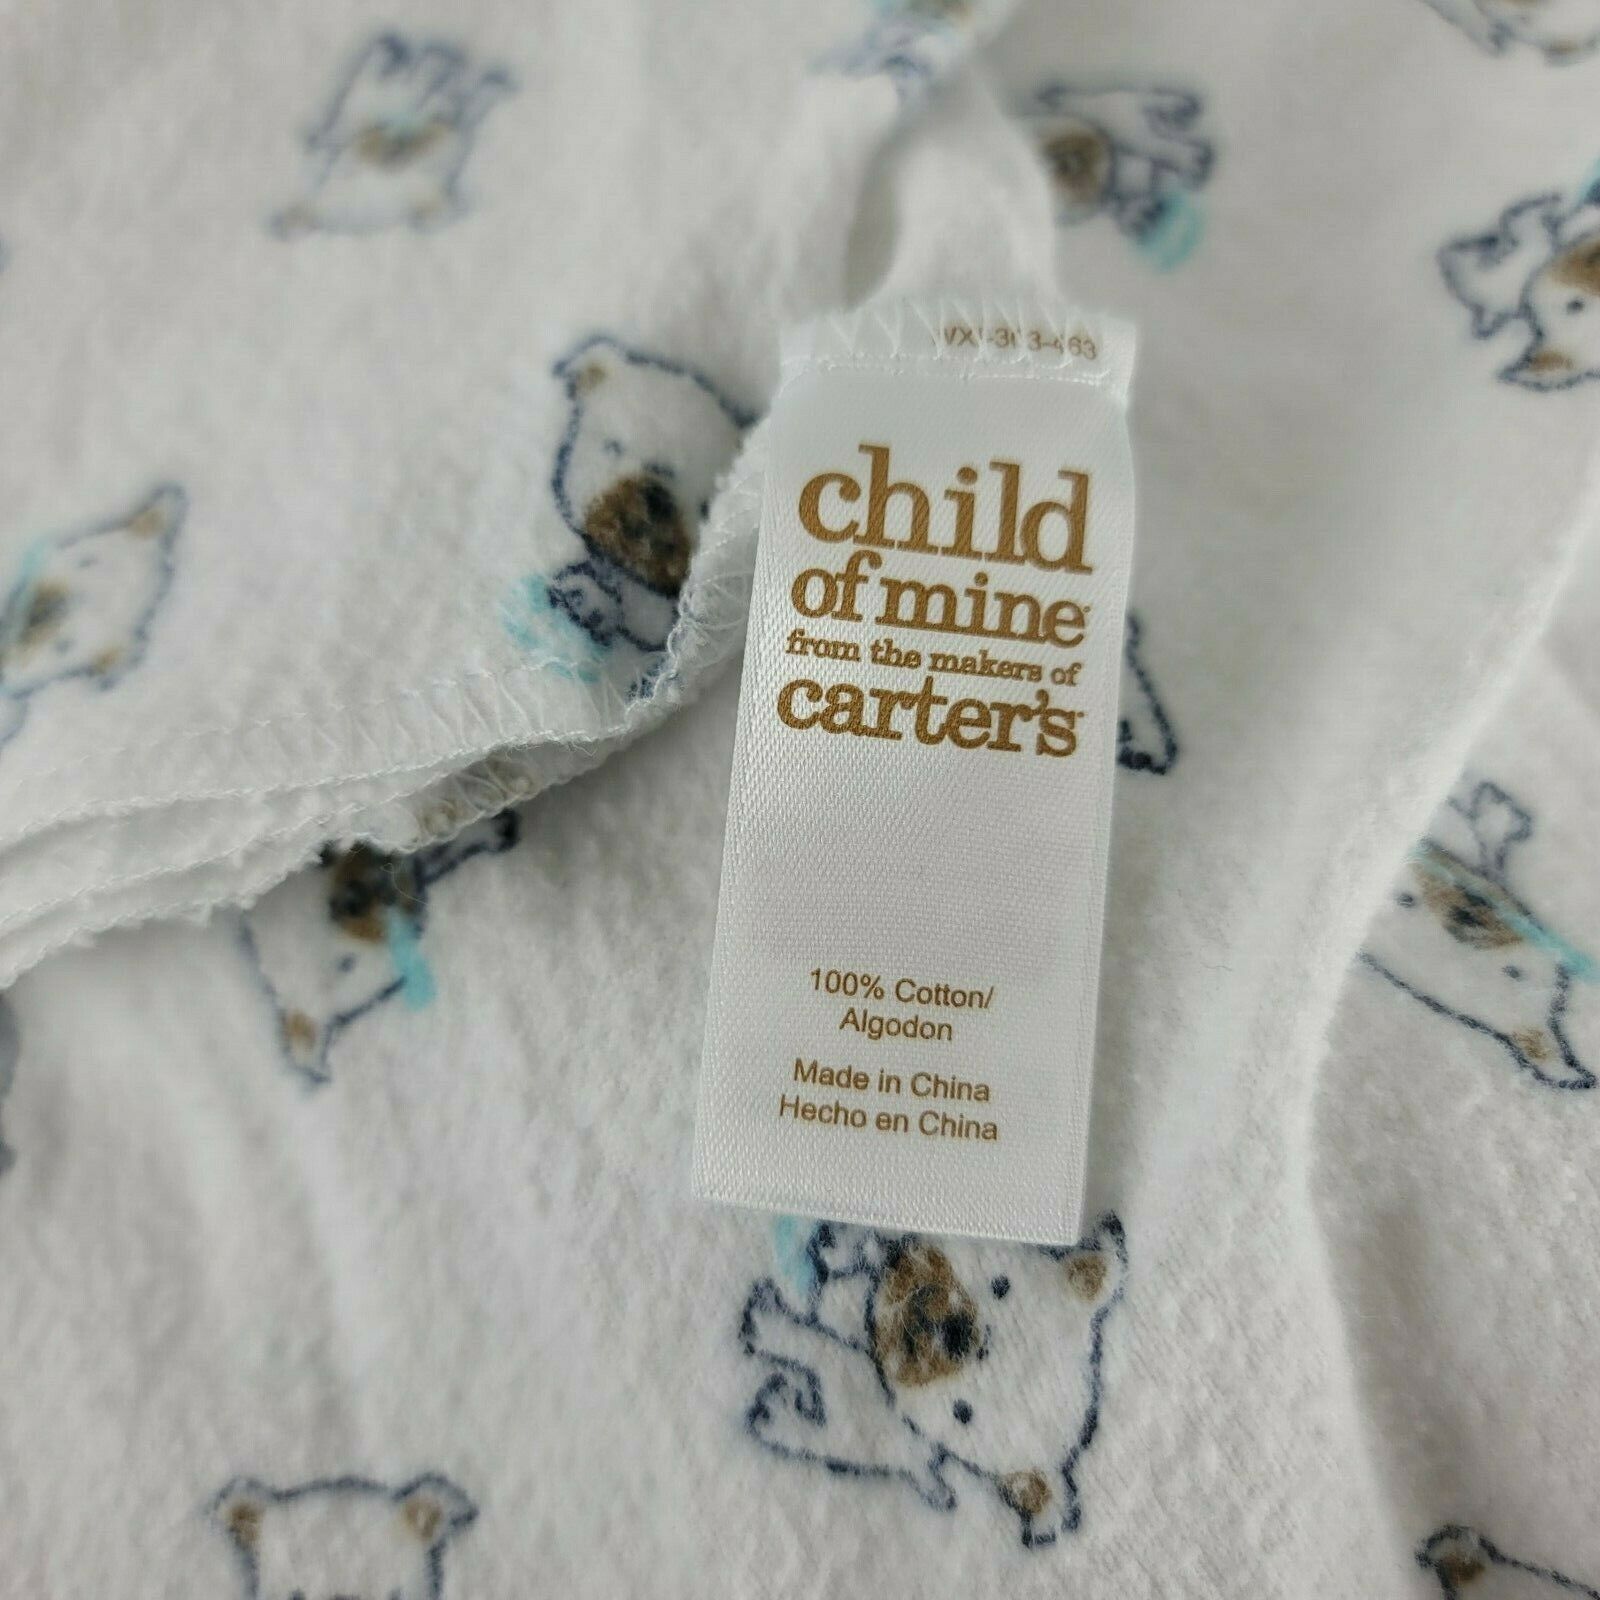 child
of mine
from the makers of
carter's
100% Cotton/
Algodon
Made in China
Hecho en China